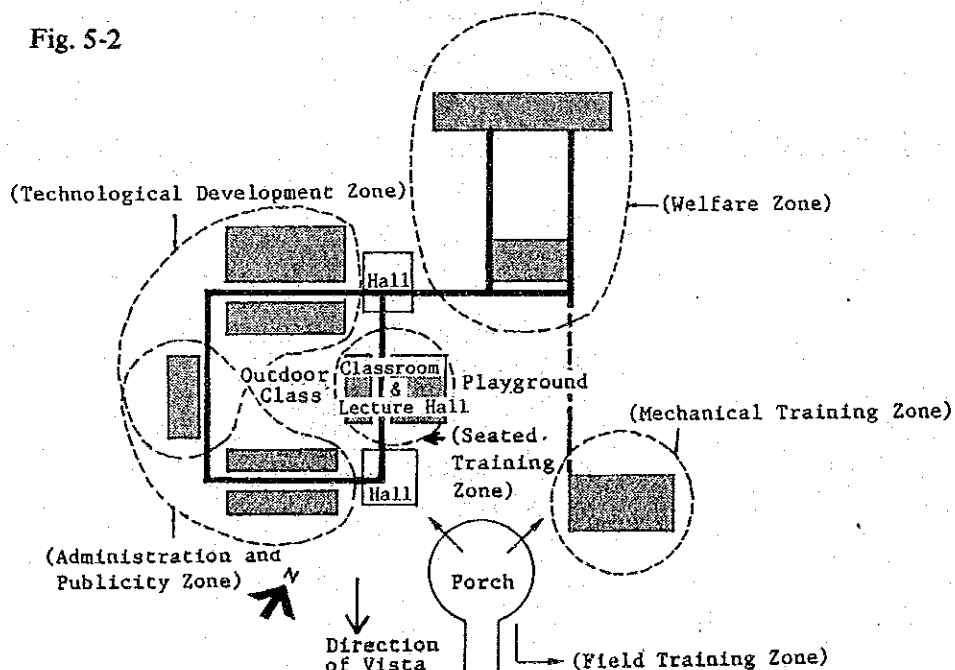 Fig. 5-2
(Technological Development Zone)
(Welfare Zone)
Hall
Outdoor
Class
Classroom
&
Lecture Hall
Playground
(Mechanical Training Zone)
(Seated.
Training
Zone)
Hall
(Administration and
Publicity Zone)
N
Porch
Direction
of Vista
(Field Training Zone)